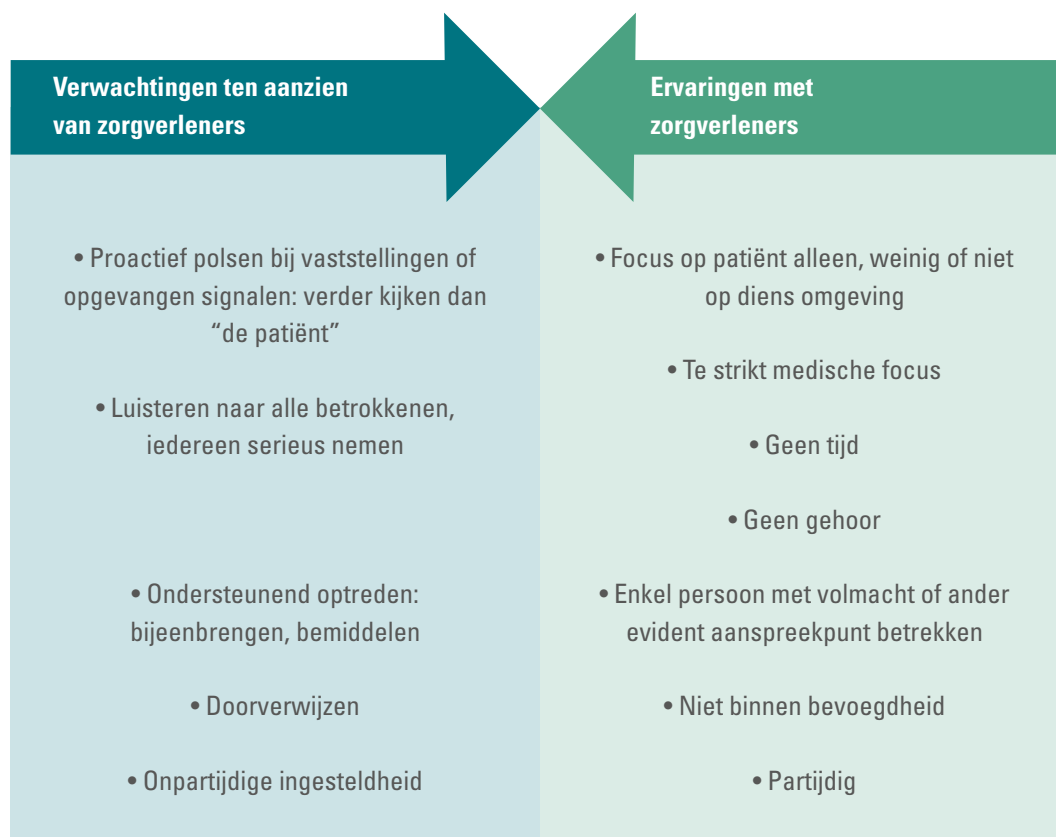 Verwachtingen ten aanzien
van zorgverleners
• Proactief polsen bij vaststellingen of
opgevangen signalen: verder kijken dan
“de patiënt”
• Luisteren naar alle betrokkenen,
iedereen serieus nemen
• Ondersteunend optreden:
bijeenbrengen, bemiddelen
• Doorverwijzen
• Onpartijdige ingesteldheid
Ervaringen met
zorgverleners
• Focus op patiënt alleen, weinig of niet
op diens omgeving
• Te strikt medische focus
• Geen tijd
• Geen gehoor
• Enkel persoon met volmacht of ander
evident aanspreekpunt betrekken
• Niet binnen bevoegdheid
• Partijdig